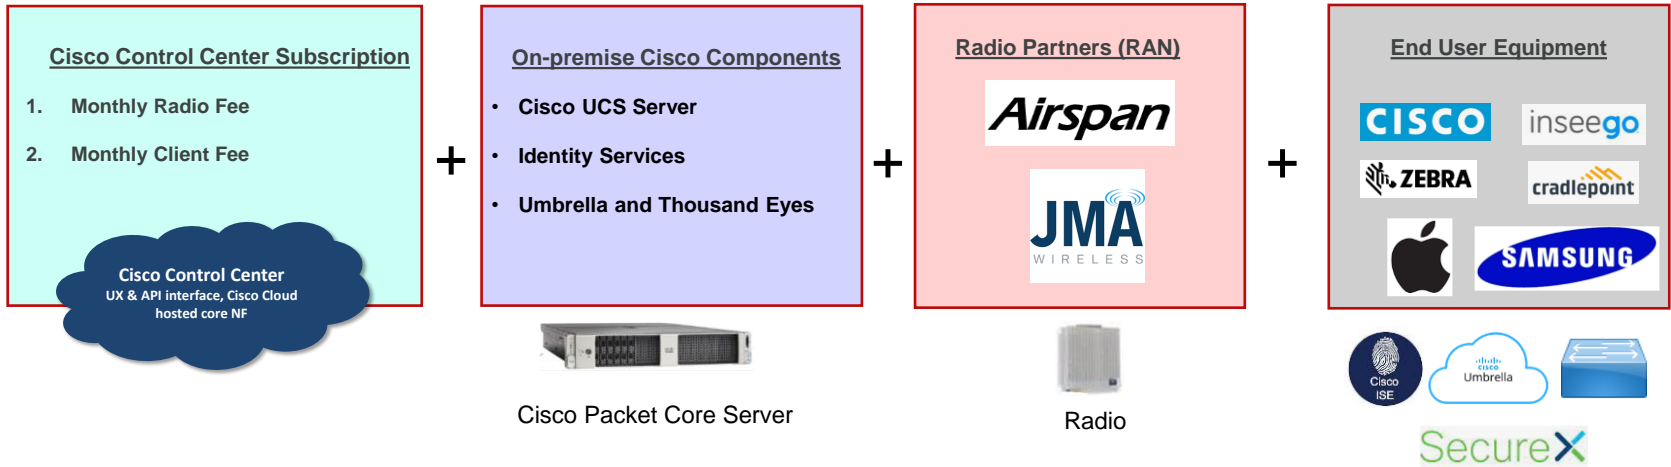 Cisco Control Center Subscription
1. Monthly Radio Fee
2. Monthly Client Fee
Cisco Control Center
UX & API interface, Cisco Cloud
hosted core NF
+
On-premise Cisco Components
• Cisco UCS Server
• Identity Services
• Umbrella and Thousand Eyes
Cisco Packet Core Server
+
Radio Partners (RAN)
Airspan
JMA
WIRELESS
Radio
+
End User Equipment
CISCO
inseego
ZEBRA
cradlepoint
SAMSUNG
Cisco
ISE
cisco
Umbrella
SecureX